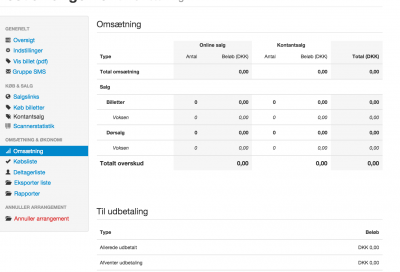 GENERELT
Oversigt
Indstillinger
Vis billet (pdf)
Gruppe SMS
KØB & SALG
Salgslinks
Køb billetter
Kontantsalg
Scannerstatistik
OMSÆTNING & ØKONOMI
Omsætning
Købsliste
Deltagerliste
Eksporter liste
Rapporter
ANNULLER ARRANGEMENT
Annuller arrangement
Omsætning
Online salg Kontantsalg
Type Antal Beløb (DKK) Antal Beløb (DKK) Total (DKK)
Total omsætning 0,00 0,00 0,00
Salg
Billetter 0 0,00 0 0,00 0,00
Voksen 0 0,00 0 0,00 0,00
Dørsalg 0 0,00 0 0,00 0,00
Voksen 0 0,00 0 0,00 0,00
Totalt overskud 0,00 0,00 0,00
Til udbetaling
Type Beløb
Allerede udbetalt DKK 0,00
Afventer udbetaling DKK 0,00